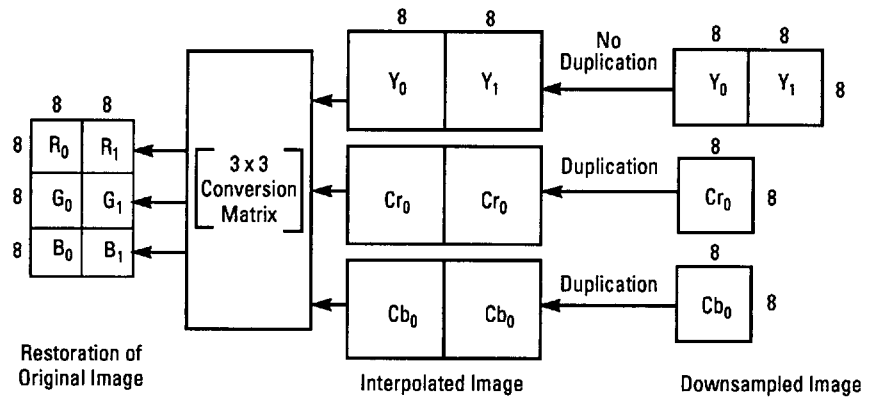 8 8
No
Duplication
8 8
Y0 Y1
Y0 Y1 8
8 8
8 R0 R1
8 G0 G1
8 B0 B1
3 x 3
Conversion
Matrix
Duplication
8
Cr0 Cr0
Cr0 8
Duplication
8
Cb0 Cb0
Cb0 8
Restoration of
Original Image
Interpolated Image
Downsampled Image